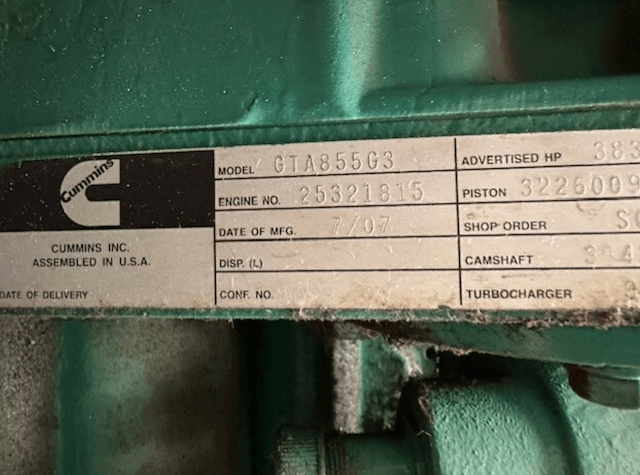 Cummins
CUMMINS INC.
ASSEMBLED IN U.S.A.
DATE OF DELIVERY
MODEL GTA855G3
ENGINE NO. 25321815
DATE OF MFG. 7/07
DISP. (L)
CONF. NO.
ADVERTISED HP 383
PISTON 3226009
SHOP ORDER S
CAMSHAFT
TURBOCHARGER